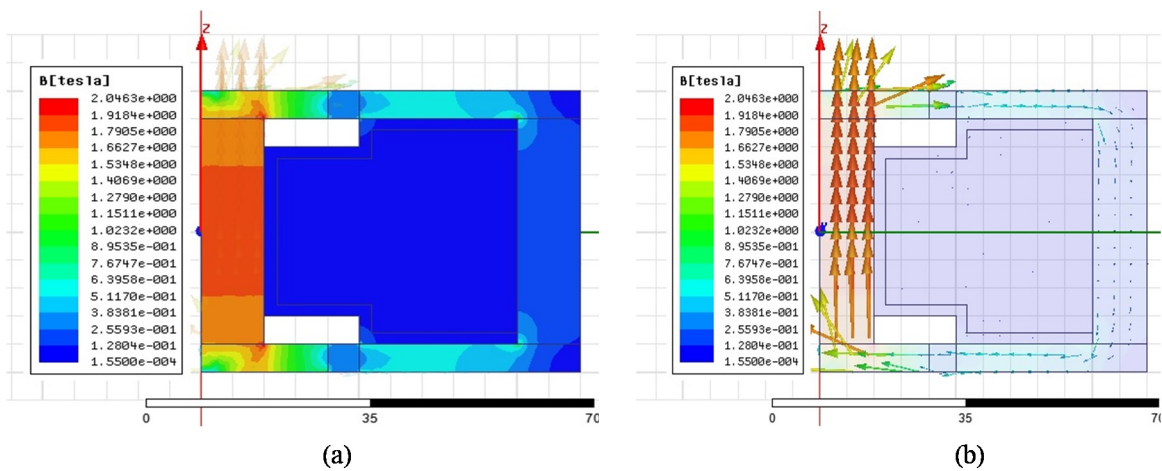 Z
B[tesla]
2.0463e+000
1.9184e+000
1.7905e+000
1.6627e+000
1.5348e+000
1.4069e+000
1.2790e+000
1.1511e+000
1.0232e+000
8.9535e-001
7.6747e-001
6.3958e-001
5.1170e-001
3.8381e-001
2.5593e-001
1.2804e-001
1.5500e-004
0 35 70
(a)
Z
B[tesla]
2.0463e+000
1.9184e+000
1.7905e+000
1.6627e+000
1.5348e+000
1.4069e+000
1.2790e+000
1.1511e+000
1.0232e+000
8.9535e-001
7.6747e-001
6.3958e-001
5.1170e-001
3.8381e-001
2.5593e-001
1.2804e-001
1.5500e-004
0 35 70
(b)